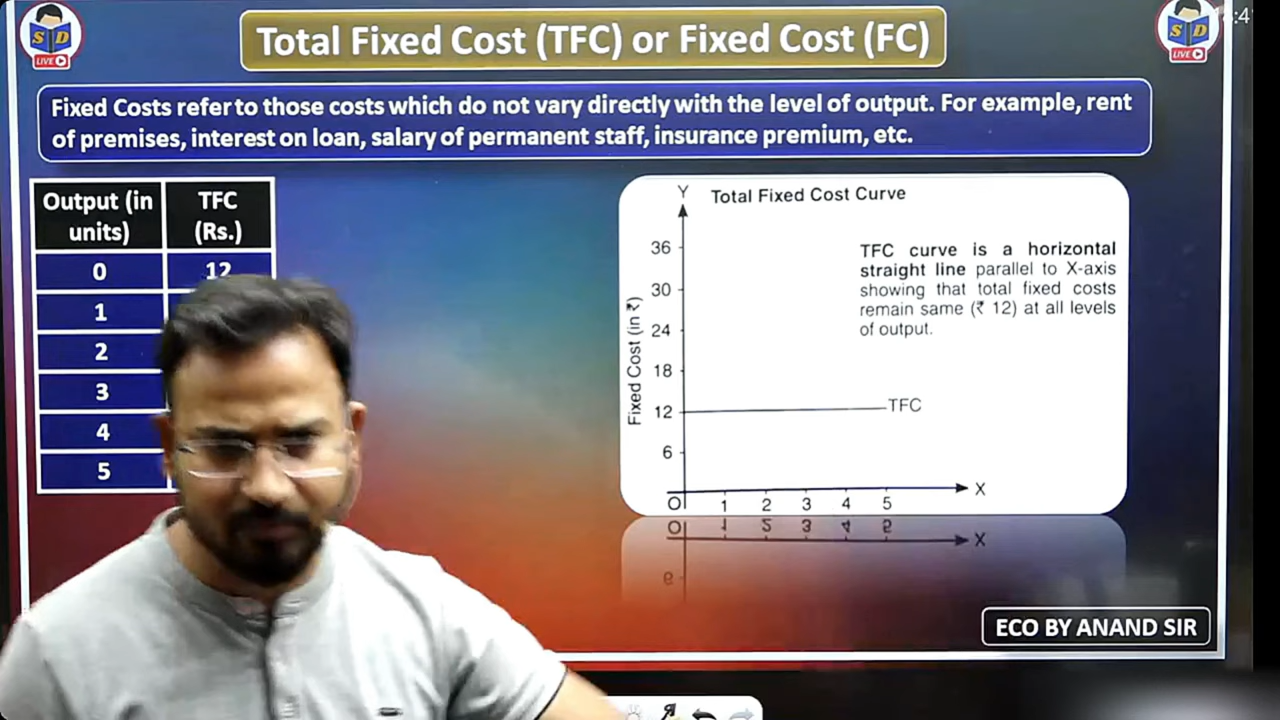 S D
LIVE
Total Fixed Cost (TFC) or Fixed Cost (FC)
S D
LIVE
Fixed Costs refer to those costs which do not vary directly with the level of output. For example, rent
of premises, interest on loan, salary of permanent staff, insurance premium, etc.
Output (in
units)
TFC
(Rs.)
0
12
1
2
3
4
5
Y
Total Fixed Cost Curve
Fixed Cost (in ₹)
36
30
24
18
12
6
TFC curve is a horizontal
straight line parallel to X-axis
showing that total fixed costs
remain same (₹ 12) at all levels
of output.
TFC
O 1 2 3 4 5 X
ECO BY ANAND SIR